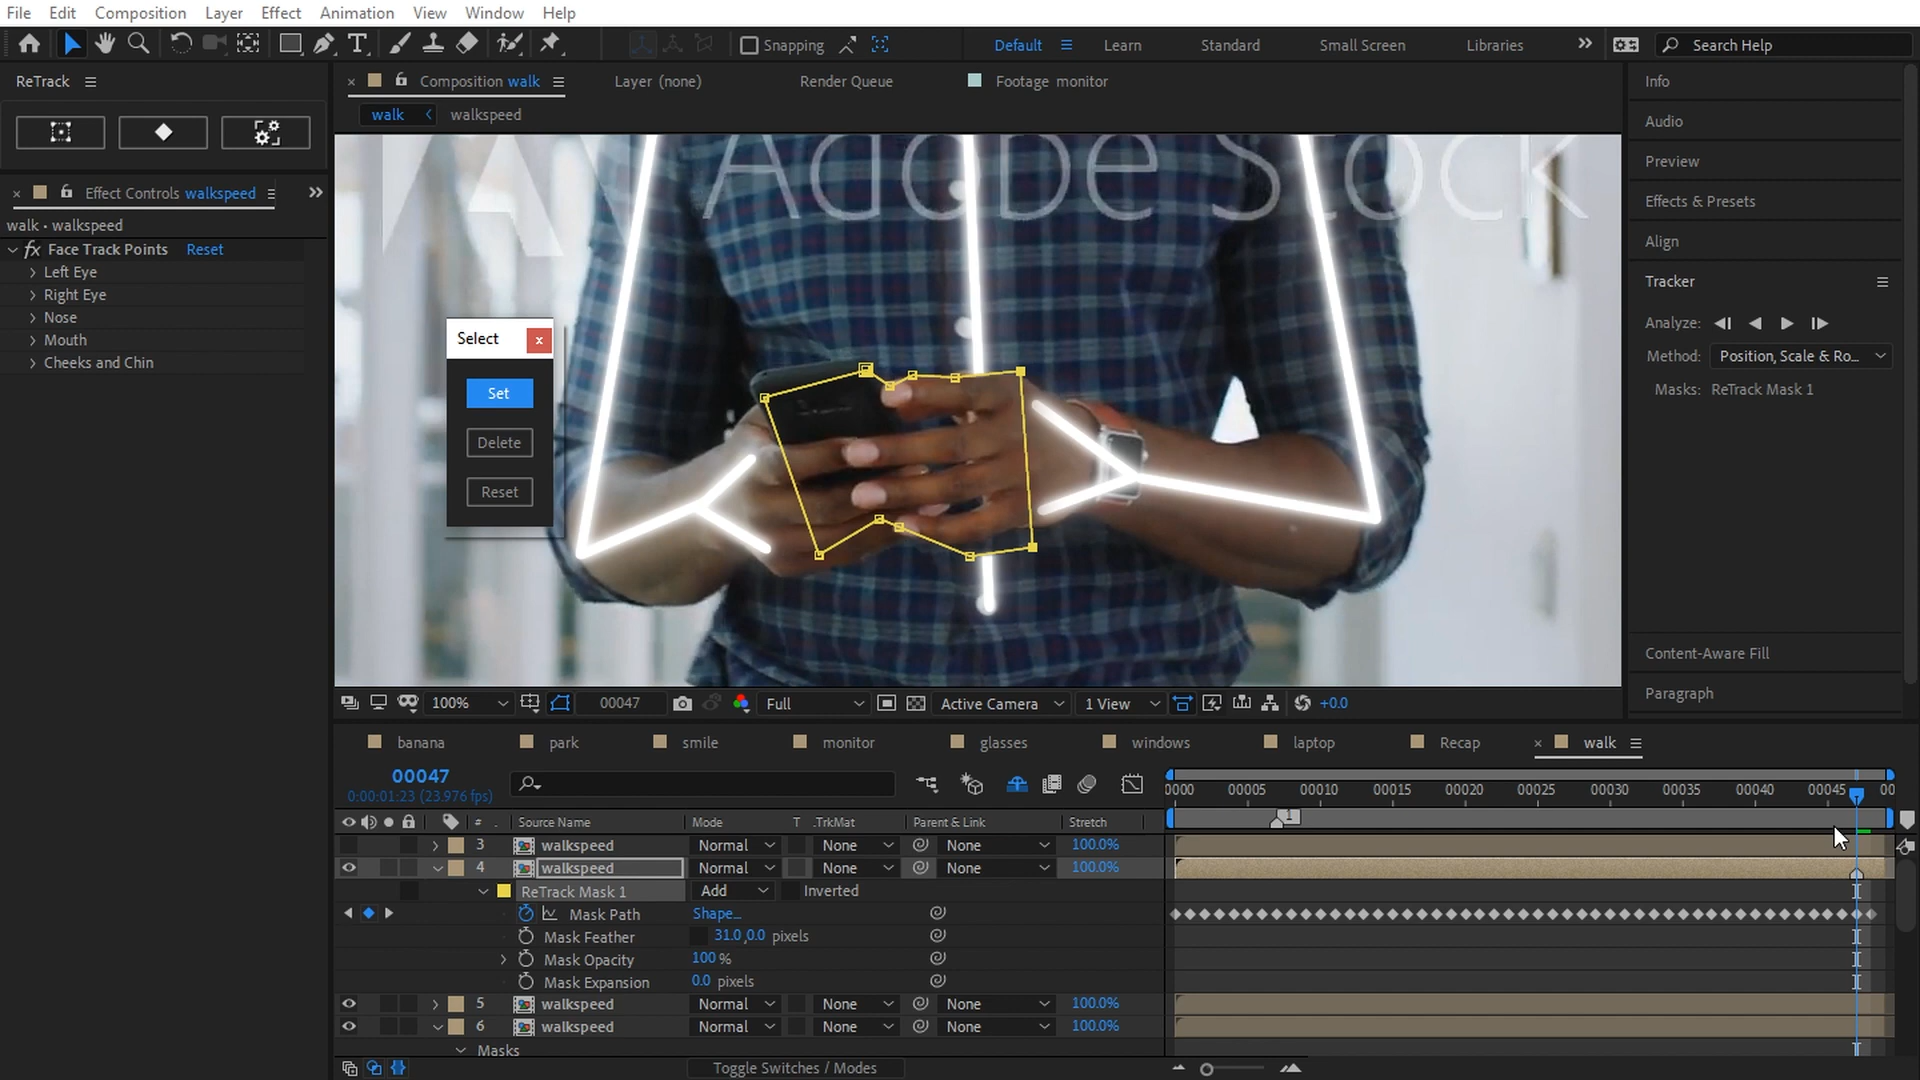 File Edit Composition Layer Effect Animation View Window Help
Snapping Default Learn Standard Small Screen Libraries Search Help
ReTrack
Composition walk Layer (none) Render Queue Footage monitor
walk walkspeed
Effect Controls walkspeed
walk • walkspeed
fx Face Track Points Reset
Left Eye
Right Eye
Nose
Mouth
Cheeks and Chin
Adobe Stock
Select x
Set
Delete
Reset
Info
Audio
Preview
Effects & Presets
Align
Tracker
Analyze:
Method: Position, Scale & Ro...
Masks: ReTrack Mask 1
Content-Aware Fill
Paragraph
100% 00047 Full Active Camera 1 View +0.0
banana park smile monitor glasses windows laptop Recap walk
00047
0:00:01:23 (23.976 fps)
0000 00005 00010 00015 00020 00025 00030 00035 00040 00045 00
1
# . Source Name Mode T .TrkMat Parent & Link Stretch
3 walkspeed Normal None None 100.0%
4 walkspeed Normal None None 100.0%
ReTrack Mask 1 Add Inverted
Mask Path Shape...
Mask Feather 31.0,0.0 pixels
Mask Opacity 100 %
Mask Expansion 0.0 pixels
5 walkspeed Normal None None 100.0%
6 walkspeed Normal None None 100.0%
Masks
Toggle Switches / Modes